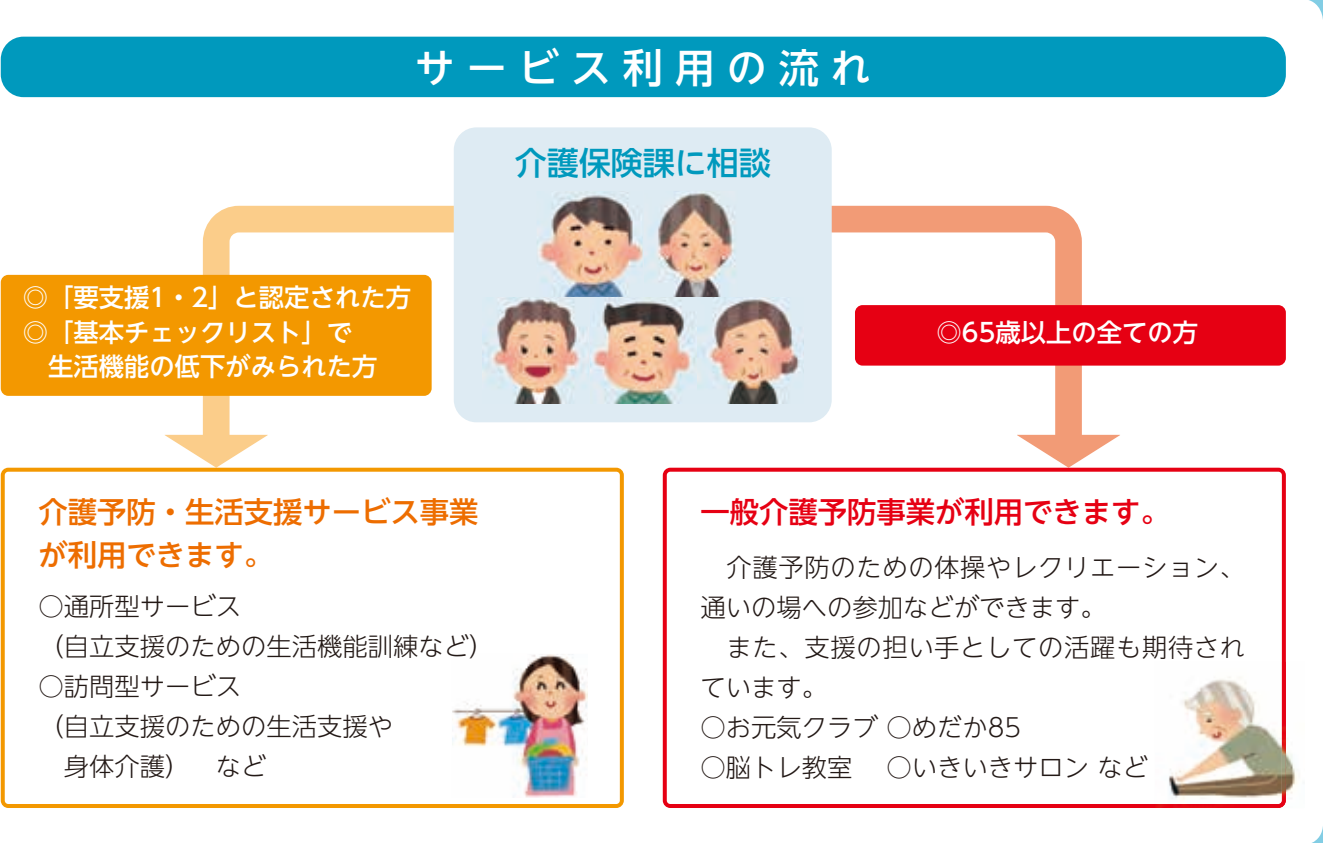 サービス利用の流れ
介護保険課に相談
◎「要支援1・2」と認定された方
◎「基本チェックリスト」で
生活機能の低下がみられた方
◎65歳以上の全ての方
介護予防・生活支援サービス事業
が利用できます。
○通所型サービス
（自立支援のための生活機能訓練など）
○訪問型サービス
（自立支援のための生活支援や
身体介護）　など
一般介護予防事業が利用できます。
　介護予防のための体操やレクリエーション、
通いの場への参加などができます。
　また、支援の担い手としての活躍も期待され
ています。
○お元気クラブ ○めだか85
○脳トレ教室　○いきいきサロン など